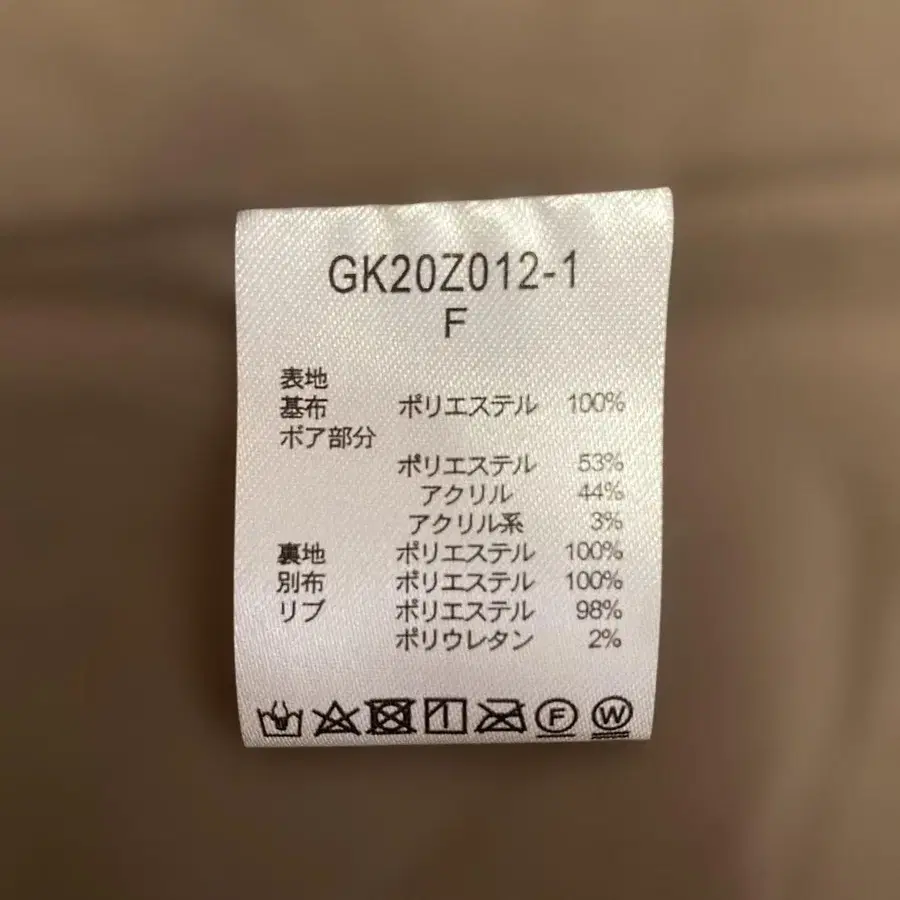 GK20Z012-1
F
表地
基布 ポリエステル 100%
ボア部分
ポリエステル 53%
アクリル 44%
アクリル系 3%
裏地 ポリエステル 100%
別布 ポリエステル 100%
リブ ポリエステル 98%
ポリウレタン 2%
F W